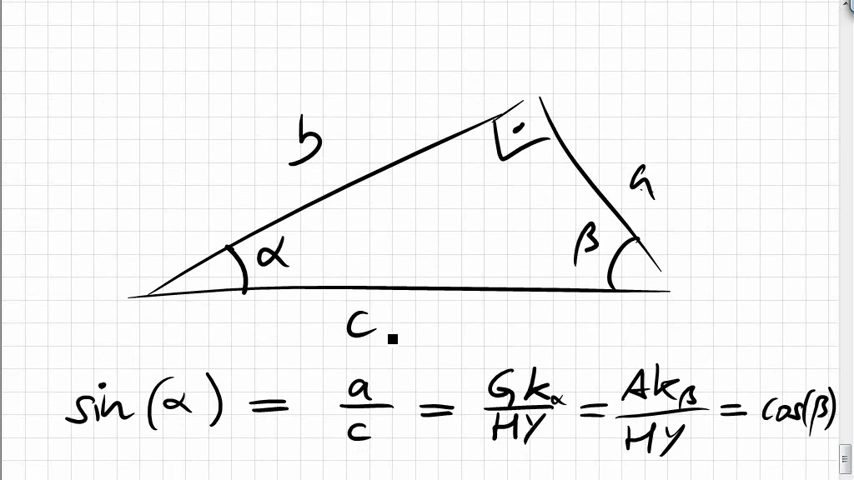 b
a
α
β
c
sin(α) = a/c = Gkα/HY = Akβ/HY = cos(β)